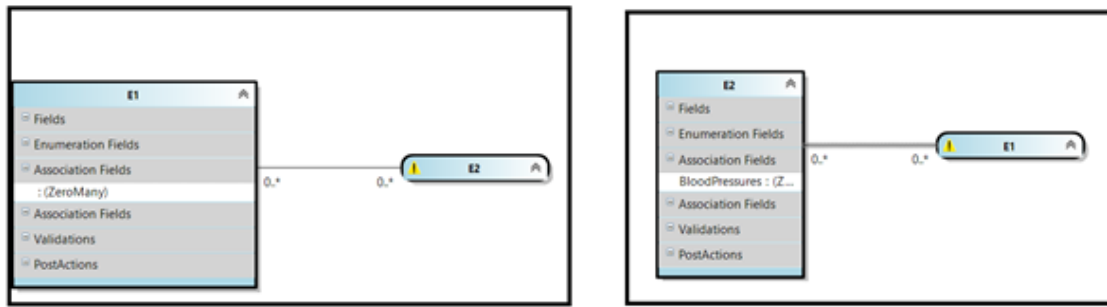 E1
Fields
Enumeration Fields
Association Fields
: (ZeroMany)
Association Fields
Validations
PostActions
0..*
0..*
E2
E2
Fields
Enumeration Fields
Association Fields
BloodPressures : (Z...
Association Fields
Validations
PostActions
0..*
0..*
E1